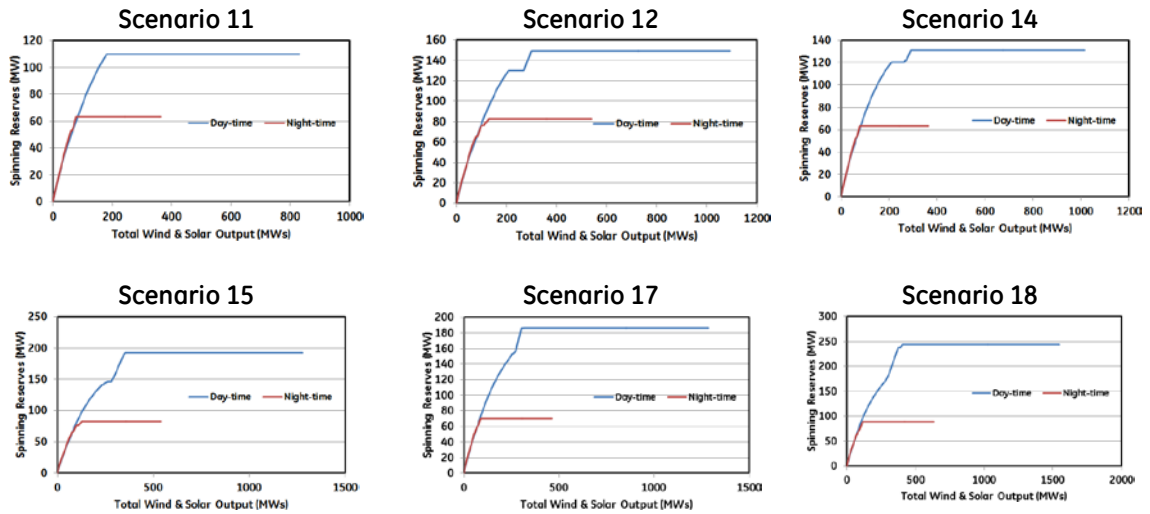 Scenario 11
Spinning Reserves (MW)
120
100
80
60
40
20
0
Day-time
Night-time
0 200 400 600 800 1000
Total Wind & Solar Output (MWs)
Scenario 12
Spinning Reserves (MW)
160
140
120
100
80
60
40
20
0
Day-time
Night-time
0 200 400 600 800 1000 1200
Total Wind & Solar Output (MWs)
Scenario 14
Spinning Reserves (MW)
140
120
100
80
60
40
20
0
Day-time
Night-time
0 200 400 600 800 1000 1200
Total Wind & Solar Output (MWs)
Scenario 15
Spinning Reserves (MW)
250
200
150
100
50
0
Day-time
Night-time
0 500 1000 1500
Total Wind & Solar Output (MWs)
Scenario 17
Spinning Reserves (MW)
200
180
160
140
120
100
80
60
40
20
0
Day-time
Night-time
0 500 1000 1500
Total Wind & Solar Output (MWs)
Scenario 18
Spinning Reserves (MW)
300
250
200
150
100
50
0
Day-time
Night-time
0 500 1000 1500 2000
Total Wind & Solar Output (MWs)